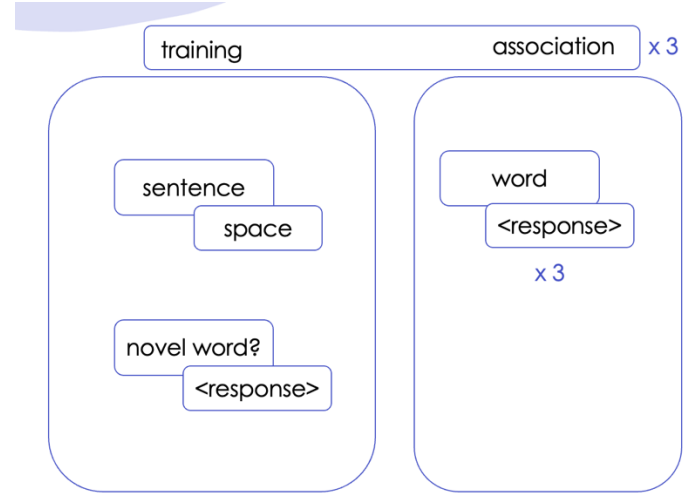 training association x 3
sentence
space
novel word?
<response>
word
<response>
x 3